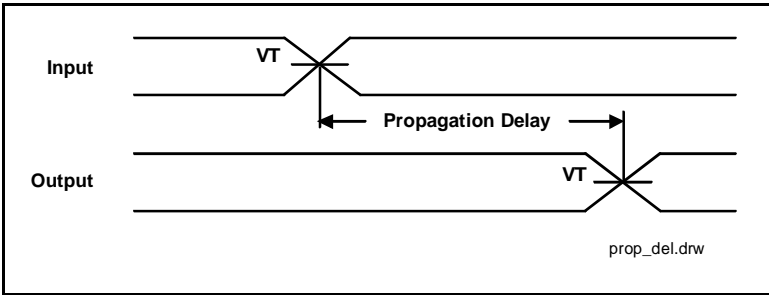 Input
VT
Propagation Delay
Output
VT
prop_del.drw